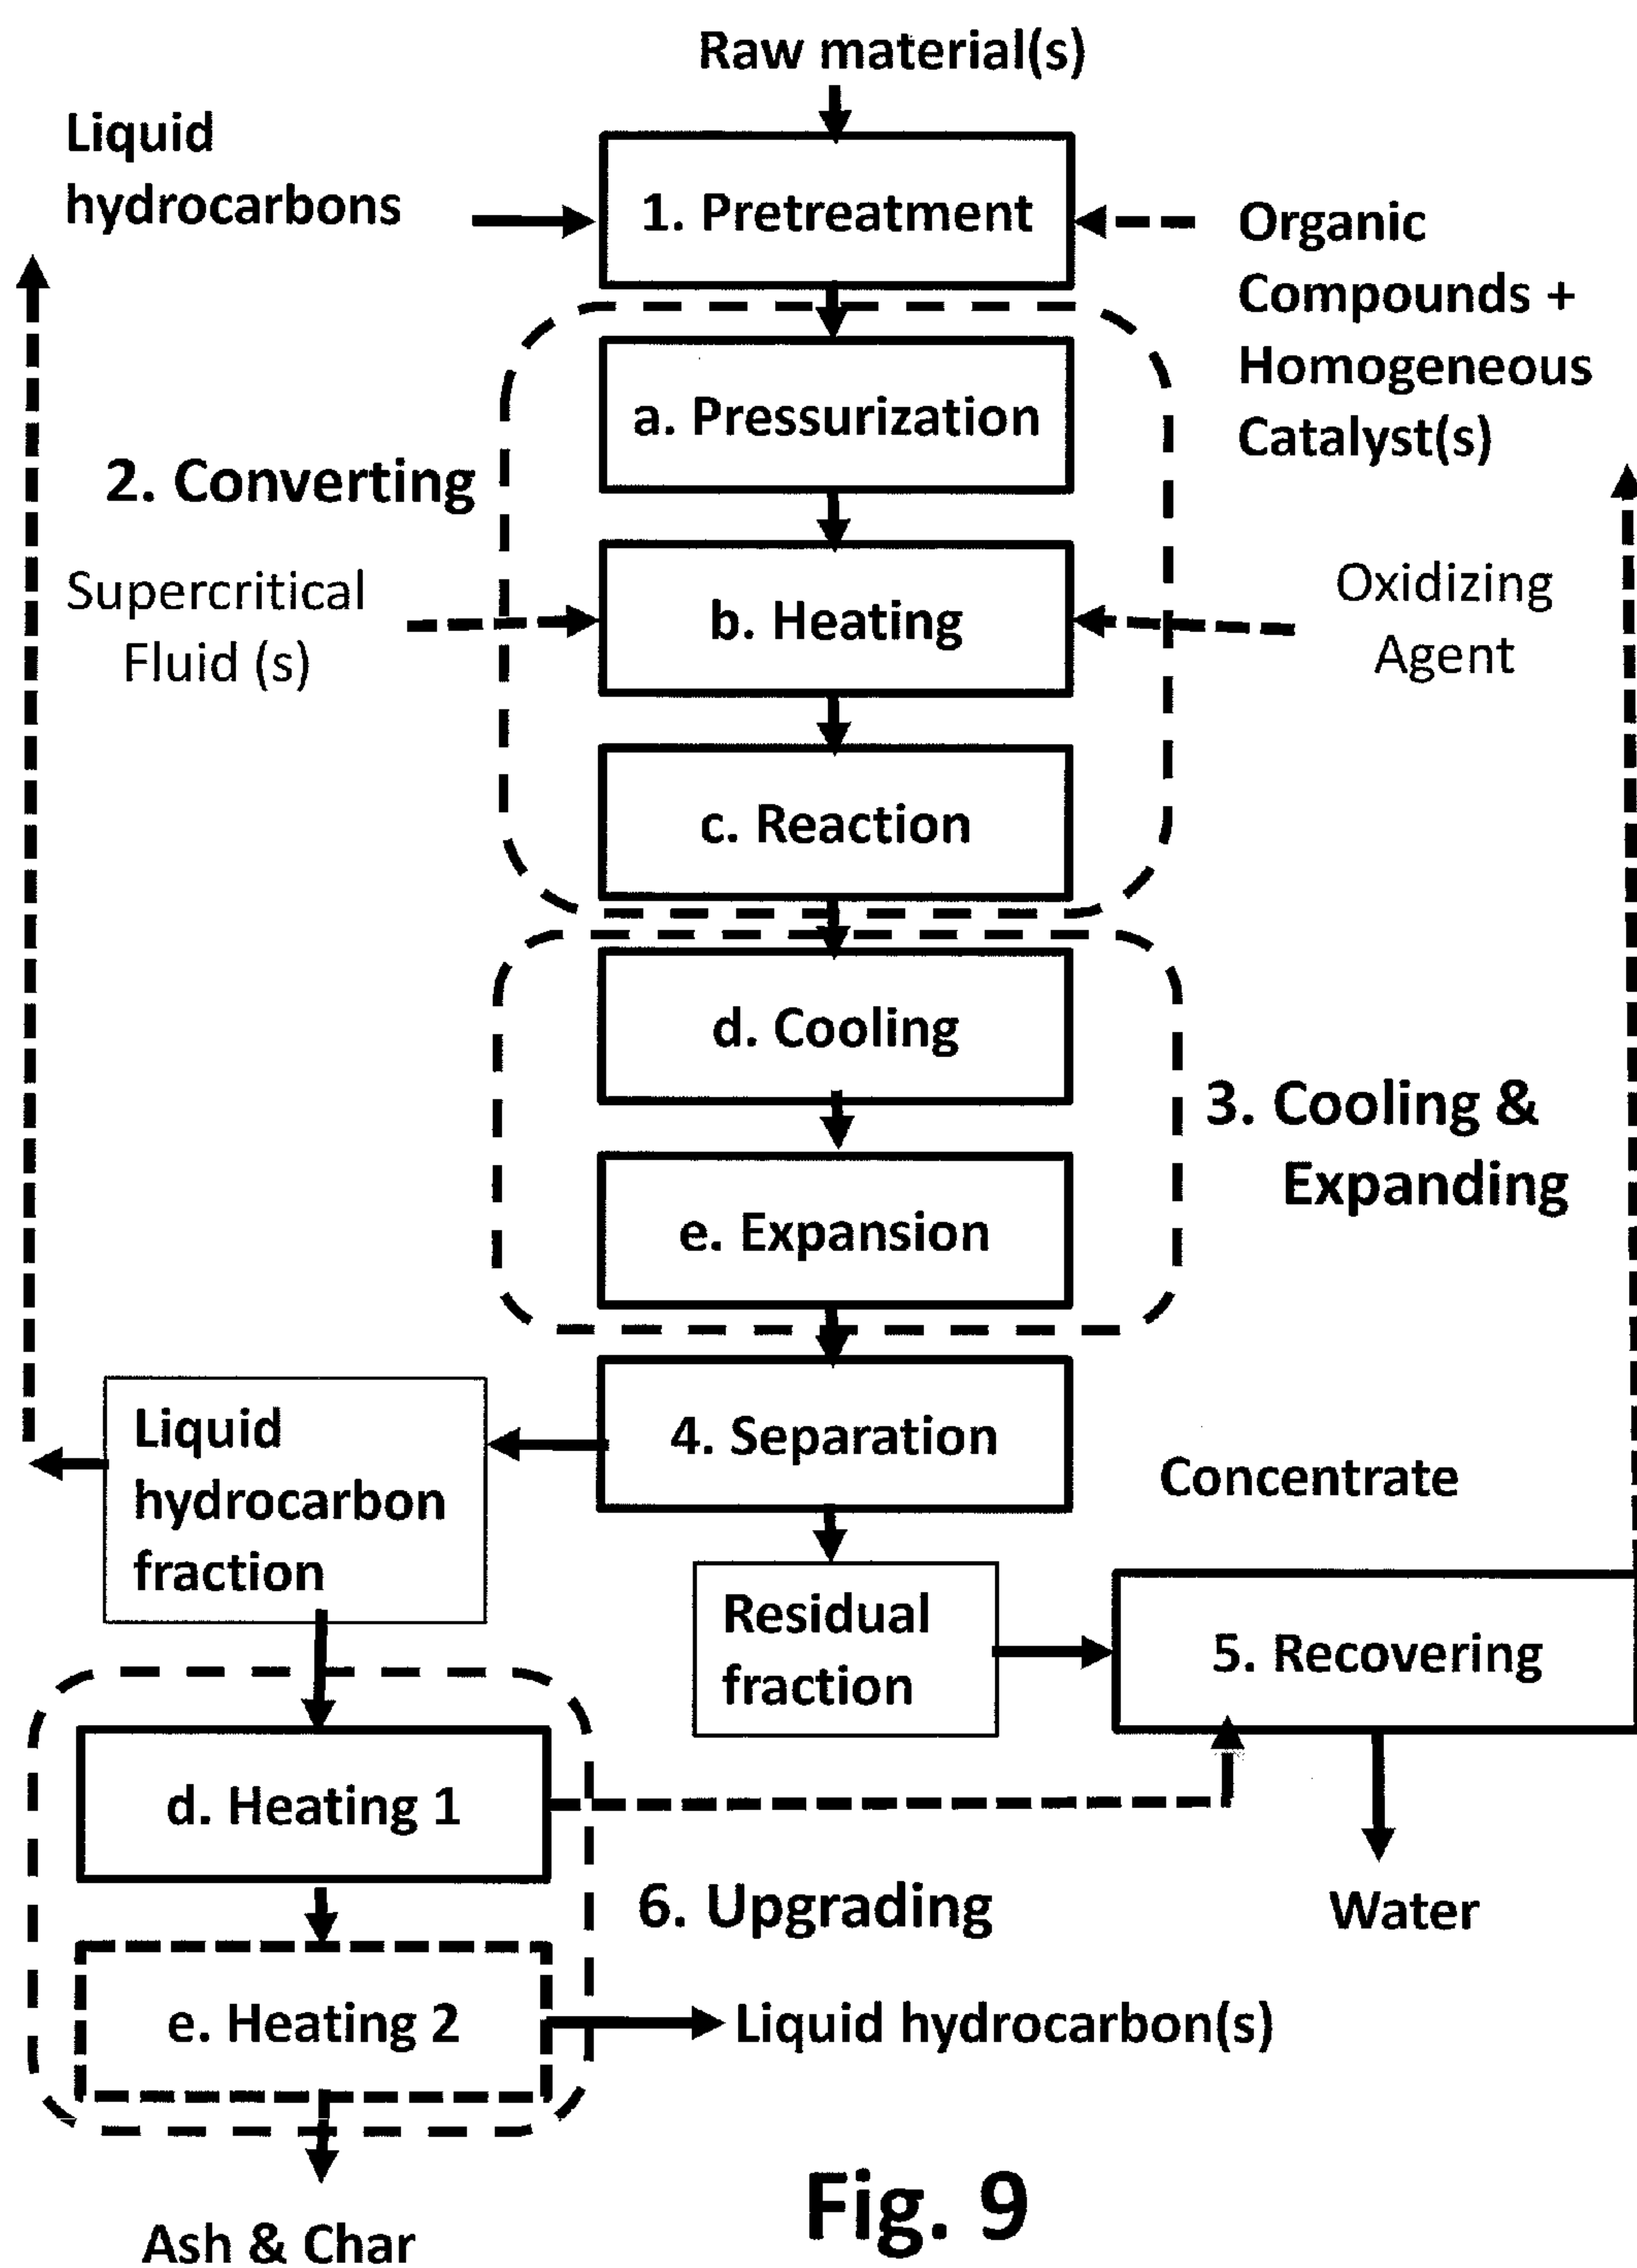 Raw material(s)
Liquid
hydrocarbons
1. Pretreatment
Organic
Compounds +
Homogeneous
Catalyst(s)
a. Pressurization
2. Converting
Supercritical
Fluid (s)
b. Heating
Oxidizing
Agent
c. Reaction
d. Cooling
3. Cooling &
Expanding
e. Expansion
Liquid
hydrocarbon
fraction
4. Separation
Concentrate
Residual
fraction
5. Recovering
d. Heating 1
6. Upgrading
Water
e. Heating 2
Liquid hydrocarbon(s)
Ash & Char
Fig. 9